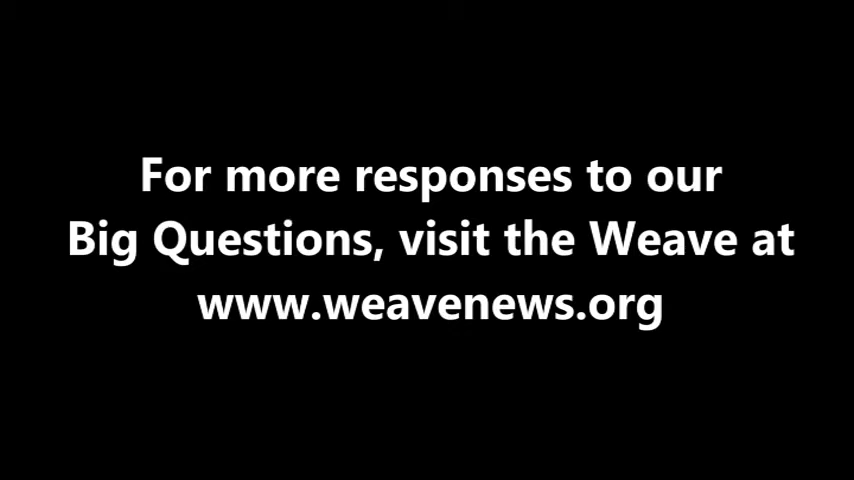 For more responses to our
Big Questions, visit the Weave at
www.weavenews.org